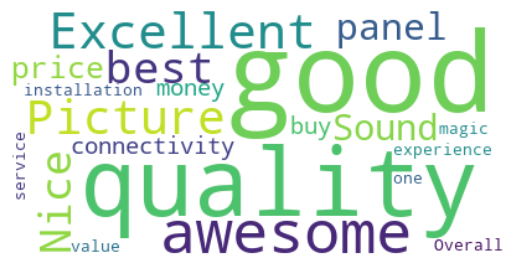 Excellent
panel
good
price
best
installation
money
Picture
buy
Sound
magic
connectivity
experience
service
Nice
quality
one
awesome
value
Overall